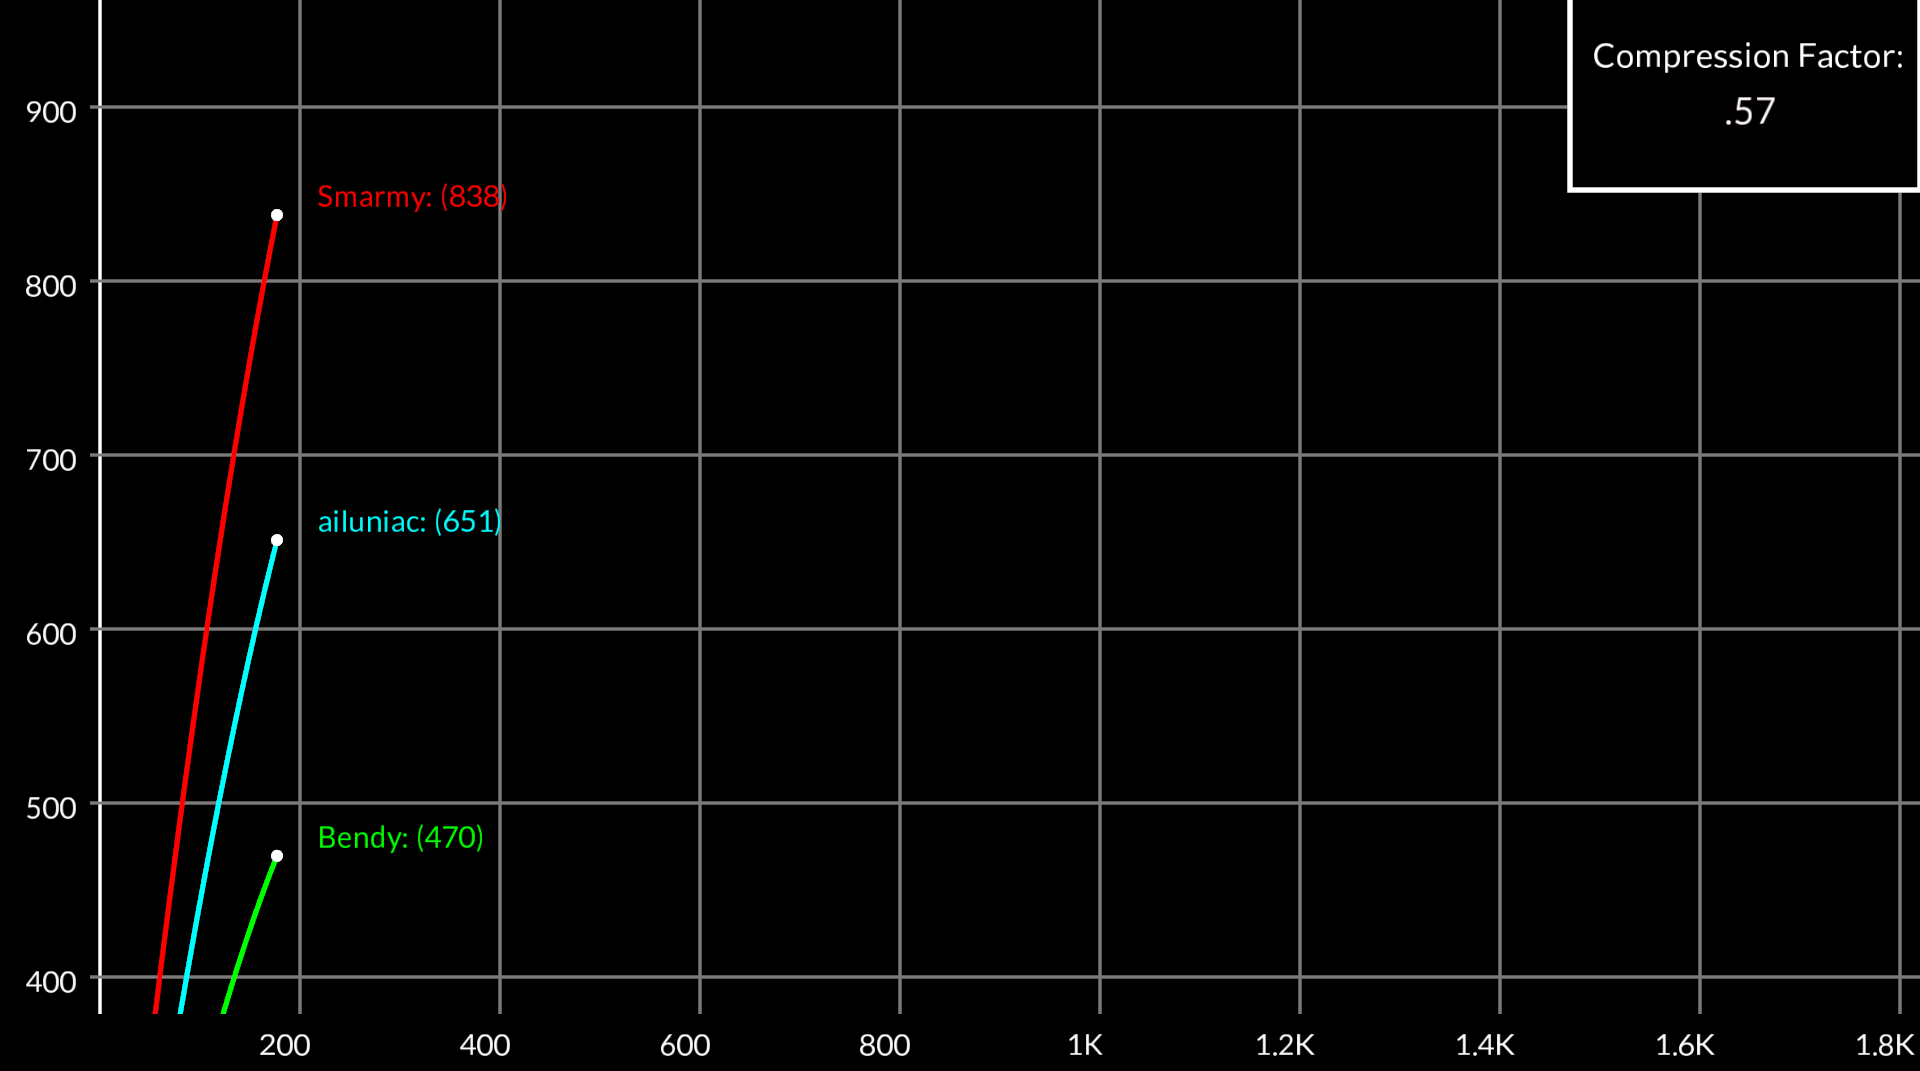 Compression Factor:
.57
900
Smarmy: (838)
800
700
ailuniac: (651)
600
500
Bendy: (470)
400
200 400 600 800 1K 1.2K 1.4K 1.6K 1.8K